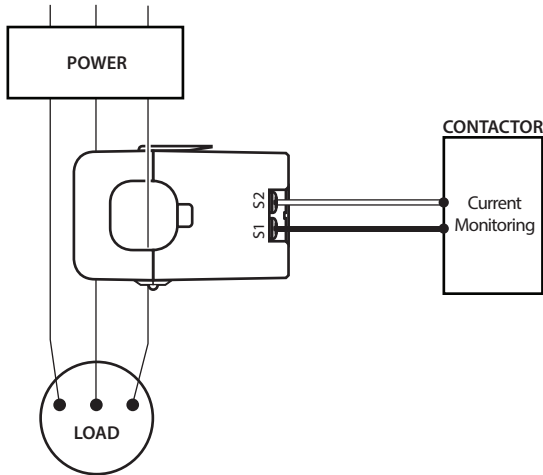 POWER
CONTACTOR
S2
S1
Current
Monitoring
LOAD